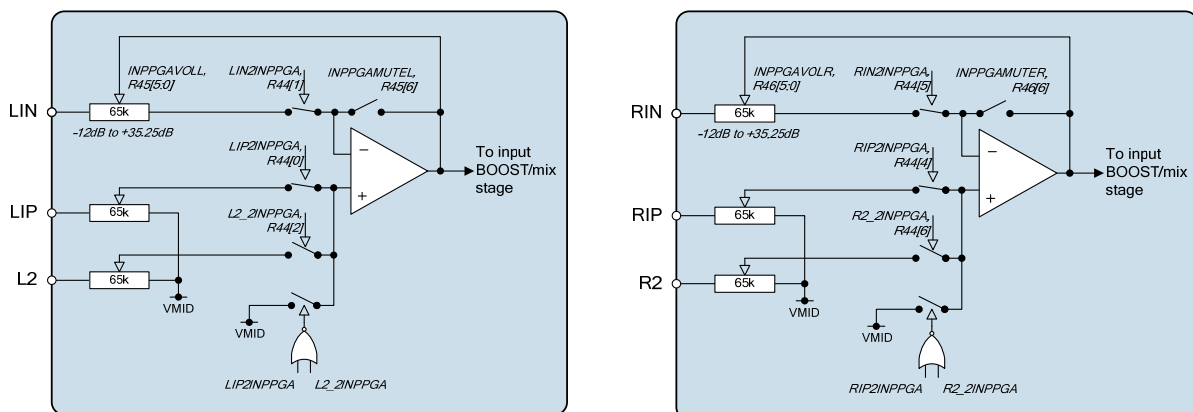 INPPGAVOLL,
R45[5:0]
LIN2INPPGA,
R44[1]
INPPGAMUTEL,
R45[6]
LIN
65k
-12dB to +35.25dB
LIP2INPPGA,
R44[0]
−
+
To input
BOOST/mix
stage
LIP
65k
L2_2INPPGA,
R44[2]
L2
65k
VMID
VMID
LIP2INPPGA
L2_2INPPGA
INPPGAVOLR,
R46[5:0]
RIN2INPPGA,
R44[5]
INPPGAMUTER,
R46[6]
RIN
65k
-12dB to +35.25dB
RIP2INPPGA,
R44[4]
−
+
To input
BOOST/mix
stage
RIP
65k
R2_2INPPGA,
R44[6]
R2
65k
VMID
VMID
RIP2INPPGA
R2_2INPPGA